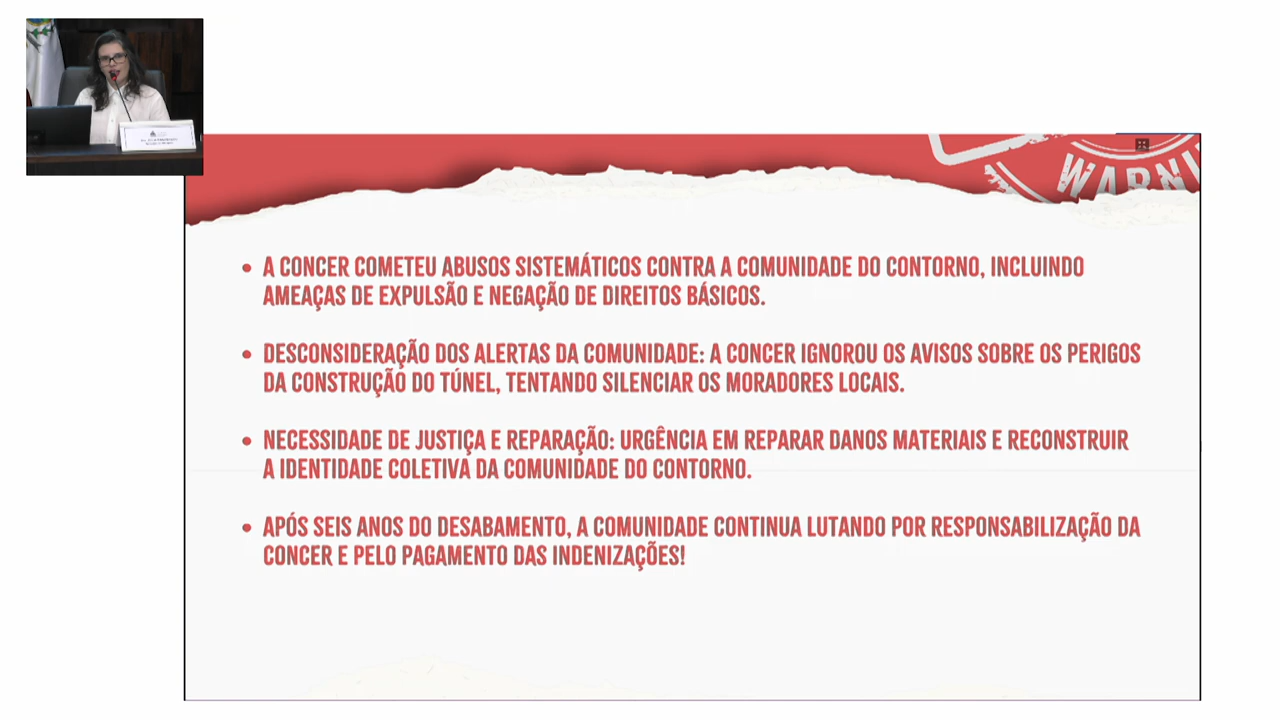 WARNI
• A CONCER COMETEU ABUSOS SISTEMÁTICOS CONTRA A COMUNIDADE DO CONTORNO, INCLUINDO
AMEAÇAS DE EXPULSÃO E NEGAÇÃO DE DIREITOS BÁSICOS.
• DESCONSIDERAÇÃO DOS ALERTAS DA COMUNIDADE: A CONCER IGNOROU OS AVISOS SOBRE OS PERIGOS
DA CONSTRUÇÃO DO TÚNEL, TENTANDO SILENCIAR OS MORADORES LOCAIS.
• NECESSIDADE DE JUSTIÇA E REPARAÇÃO: URGÊNCIA EM REPARAR DANOS MATERIAIS E RECONSTRUIR
A IDENTIDADE COLETIVA DA COMUNIDADE DO CONTORNO.
• APÓS SEIS ANOS DO DESABAMENTO, A COMUNIDADE CONTINUA LUTANDO POR RESPONSABILIZAÇÃO DA
CONCER E PELO PAGAMENTO DAS INDENIZAÇÕES!